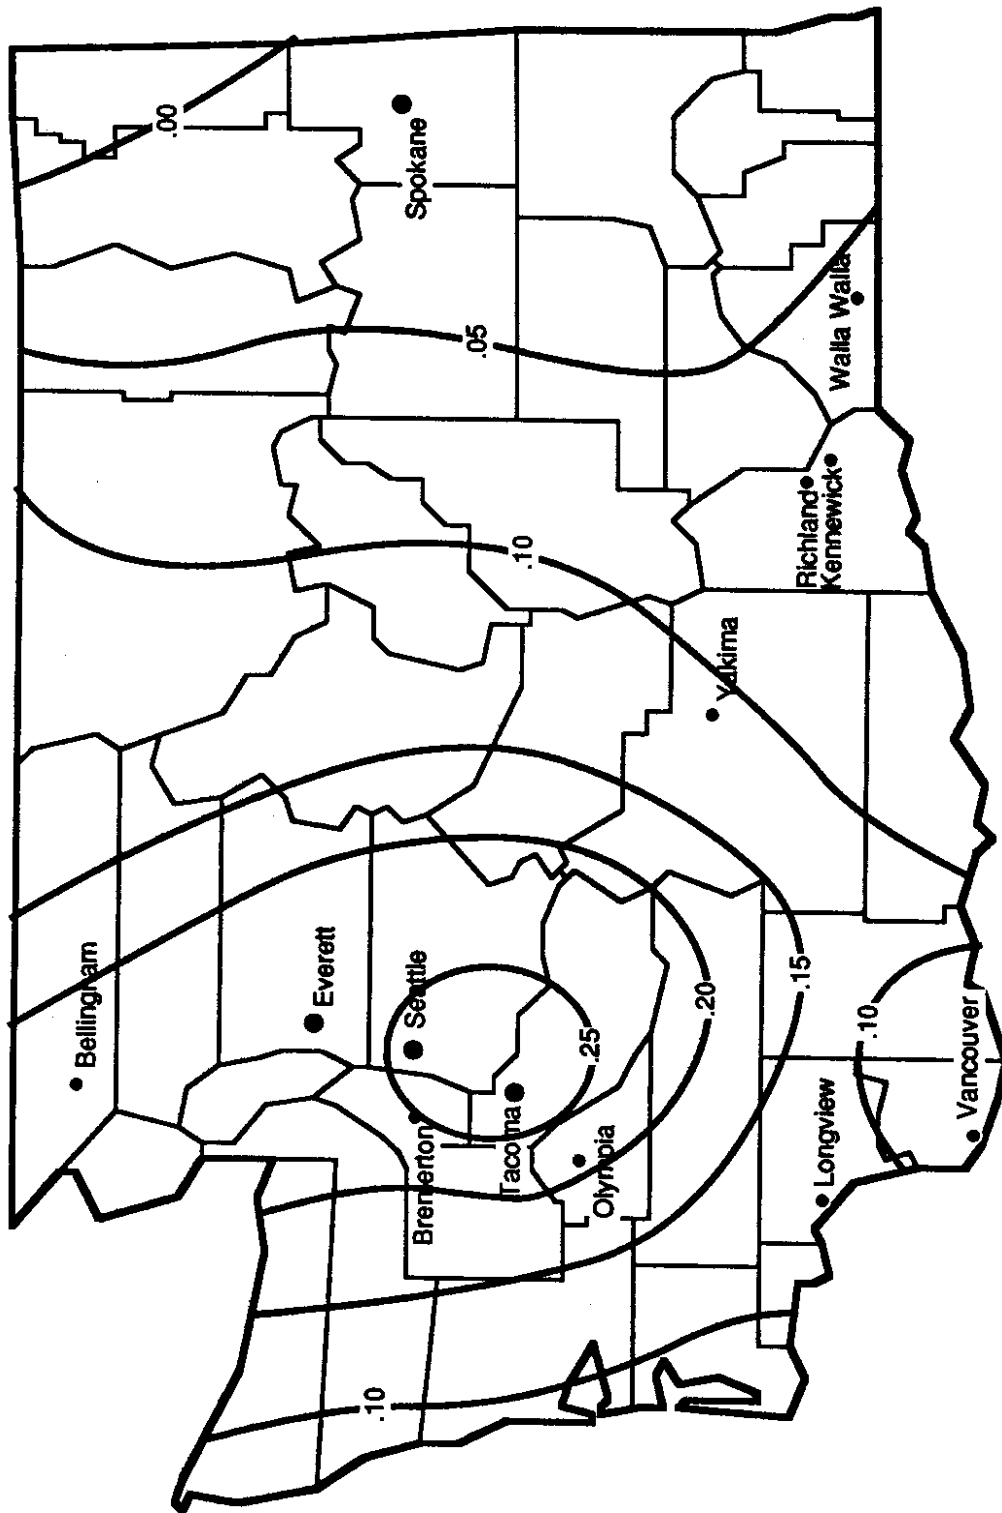 .00
Spokane
.05
Walla Walla
.10
Richland
Kennewick
Yakima
Bellingham
Everett
Seattle
.25
.20
.15
.10
Tacoma
Bremerton
Olympia
Longview
Vancouver
.10